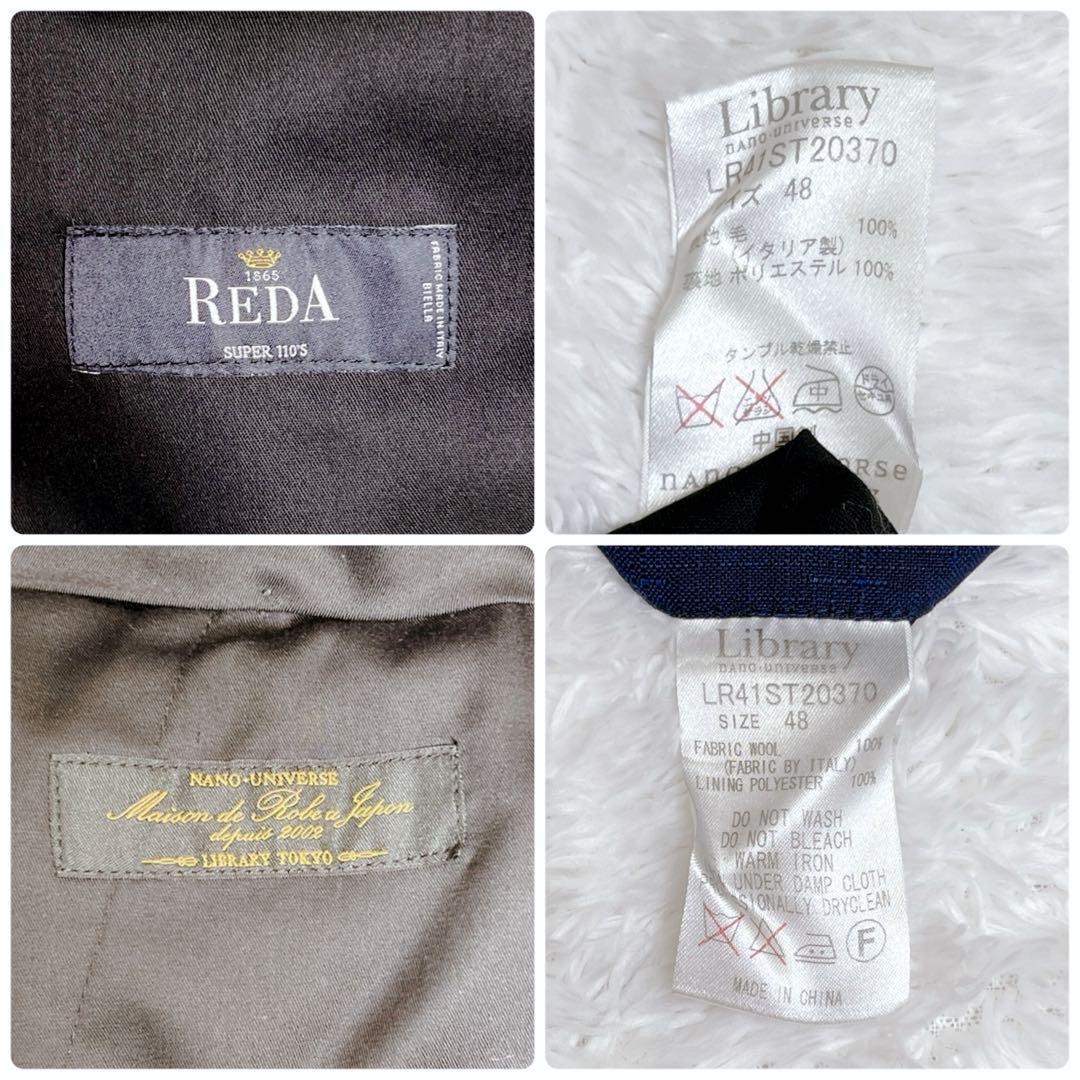 1865
REDA
SUPER 110'S
FABRIC MADE IN ITALY
BIELLA
Library
nano・universe
LR41ST20370
イズ 48
地 毛 100%
(イタリア製)
裏地 ポリエステル 100%
タンブル乾燥禁止
中
ドライ
セキユ系
中国
NANO-UNIVERSE
Maison de Robe a Japon
depuis 2002
LIBRARY TOKYO
Library
nano・universe
LR41ST20370
SIZE 48
FABRIC WOOL 100%
(FABRIC BY ITALY)
LINING POLYESTER 100%
DO NOT WASH
DO NOT BLEACH
WARM IRON
UNDER DAMP CLOTH
DRYCLEAN
F
MADE IN CHINA